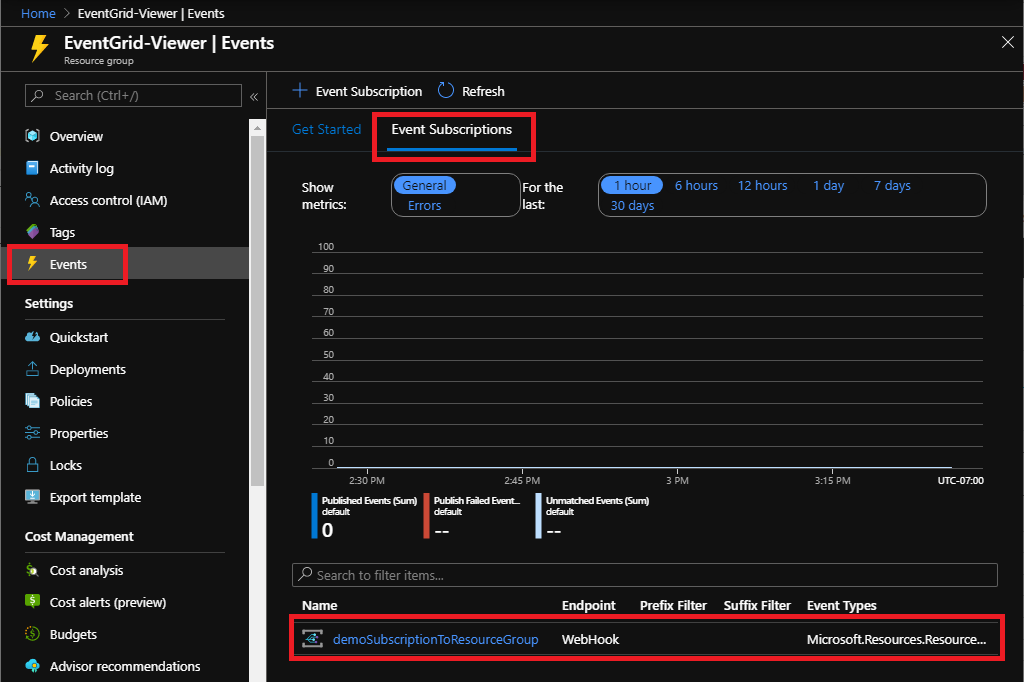 Home > EventGrid-Viewer | Events
EventGrid-Viewer | Events
Resource group
Search (Ctrl+/)
«
Overview
Activity log
Access control (IAM)
Tags
Events
Settings
Quickstart
Deployments
Policies
Properties
Locks
Export template
Cost Management
Cost analysis
Cost alerts (preview)
Budgets
Advisor recommendations
+ Event Subscription Refresh
Get Started Event Subscriptions
Show
metrics:
General
Errors
For the
last:
1 hour 6 hours 12 hours 1 day 7 days
30 days
100
90
80
70
60
50
40
30
20
10
0
2:30 PM 2:45 PM 3 PM 3:15 PM UTC-07:00
Published Events (Sum)
default
0
Publish Failed Event...
default
--
Unmatched Events (Sum)
default
--
Search to filter items...
Name Endpoint Prefix Filter Suffix Filter Event Types
demoSubscriptionToResourceGroup WebHook Microsoft.Resources.Resource...